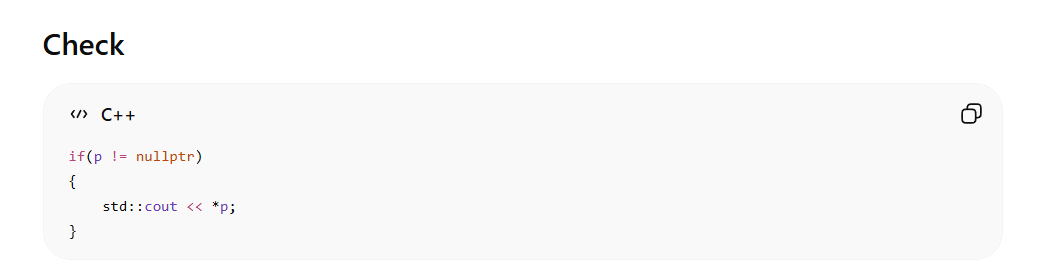 Check
C++
if(p != nullptr)
{
    std::cout << *p;
}